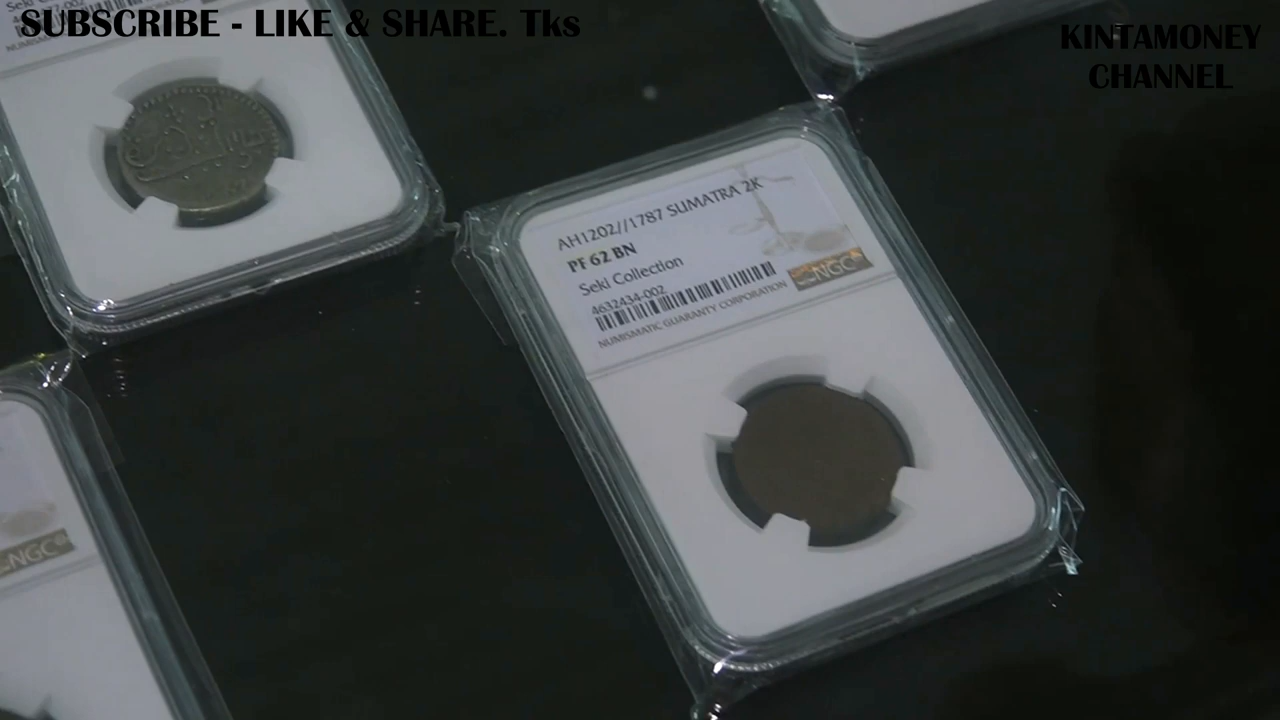 SUBSCRIBE - LIKE & SHARE. Tks
KINTAMONEY
CHANNEL
AH1202//1787 SUMATRA 2K
PF 62 BN
Seki Collection
4632434-002
NUMISMATIC GUARANTY CORPORATION
NGC
NGC